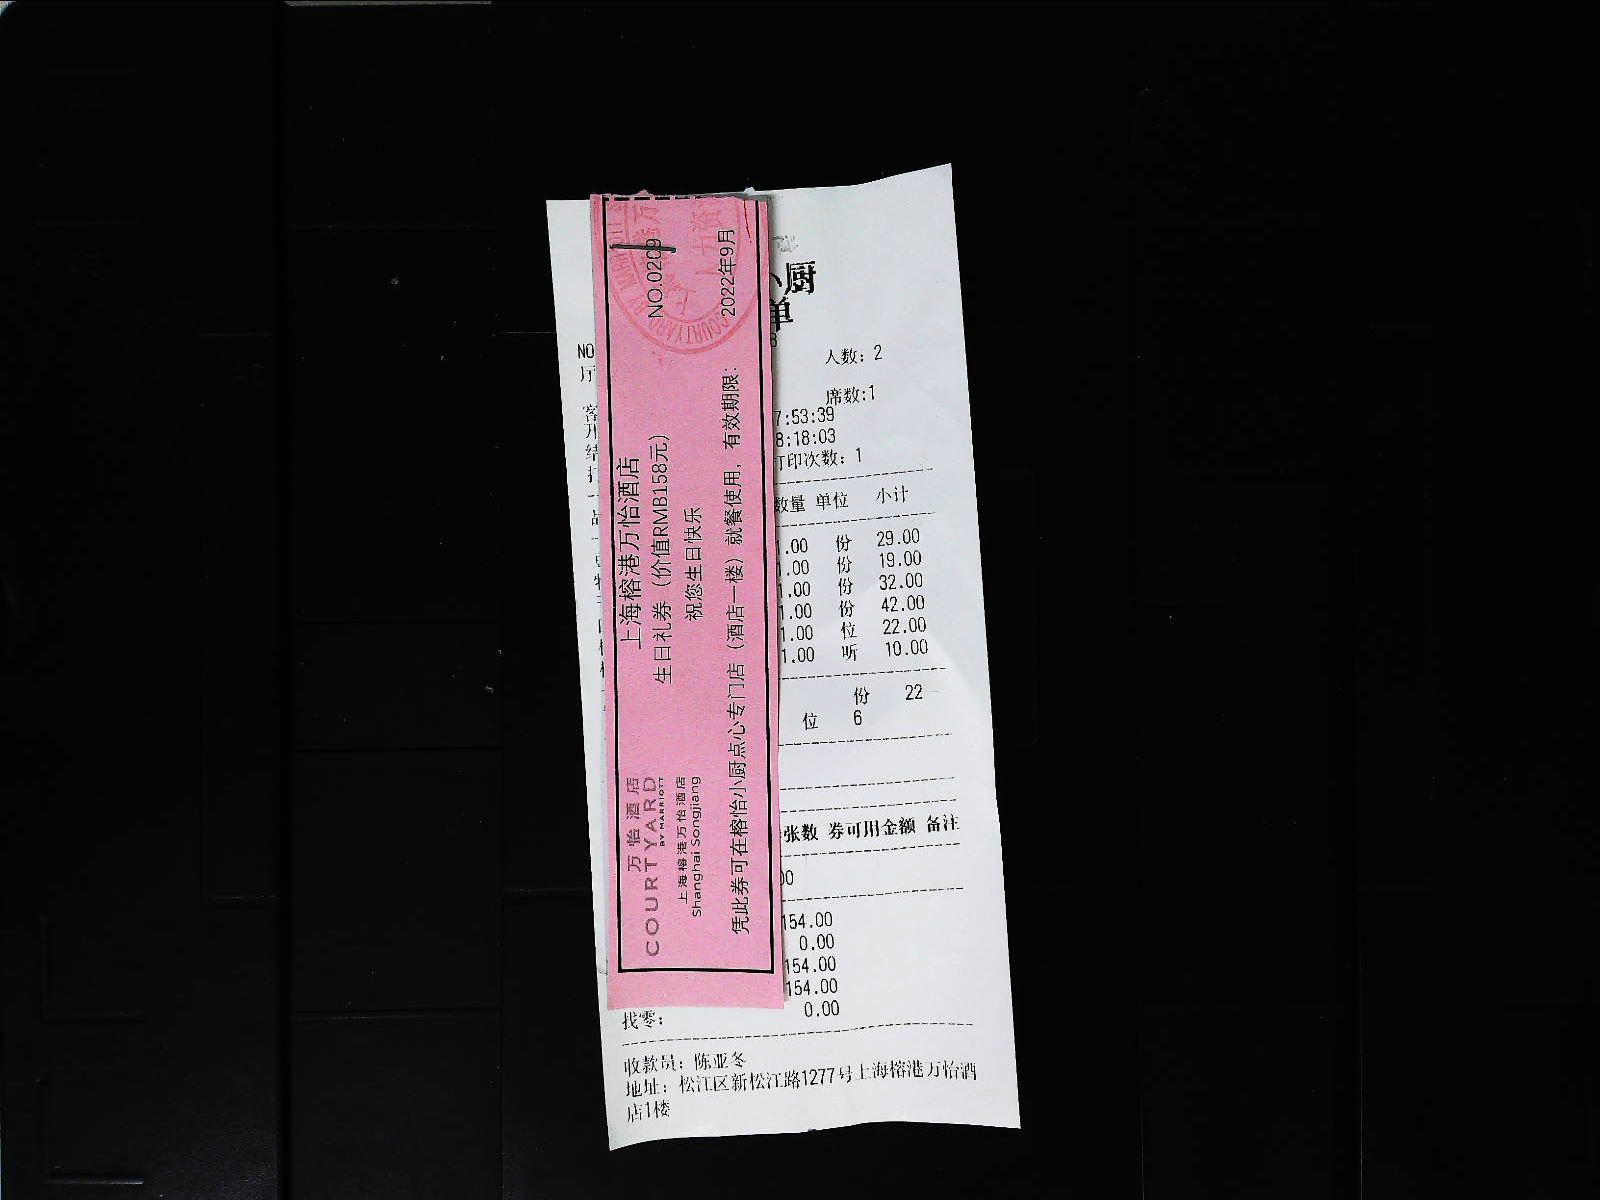 万怡酒店
COURTYARD
BY MARRIOTT
上海榕港万怡酒店
Shanghai Songjiang
上海榕港万怡酒店
生日礼券（价值RMB158元）
祝您生日快乐
凭此券可在榕怡小厨点心专门店（酒店一楼）就餐使用，有效期限：
2022年9月
NO.0209
厨
单
NO
人数：2
席数:1
7:53:39
8:18:03
印次数：1
数量 单位 小计
1.00 份 29.00
1.00 份 19.00
1.00 份 32.00
1.00 份 42.00
1.00 位 22.00
1.00 听 10.00
份 22
位 6
张数 券可用金额 备注
00
154.00
0.00
154.00
154.00
找零： 0.00
收款员：陈亚冬
地址：松江区新松江路1277号上海榕港万怡酒
店1楼